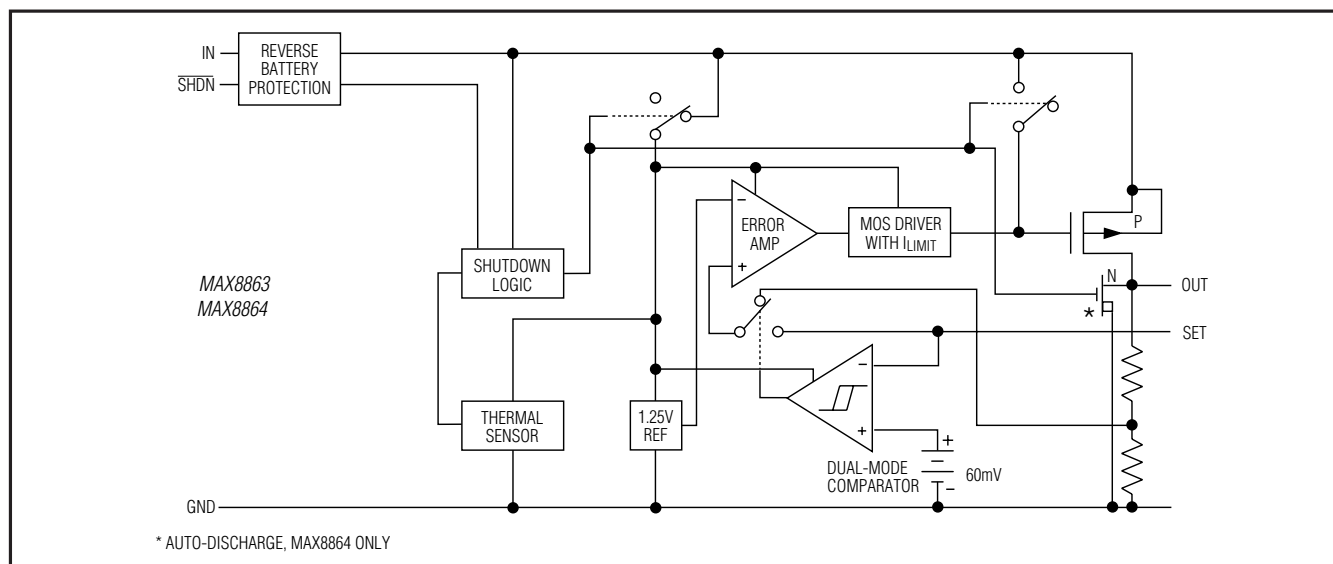 IN
REVERSE
BATTERY
PROTECTION
SHDN
MAX8863
MAX8864
SHUTDOWN
LOGIC
THERMAL
SENSOR
1.25V
REF
−
ERROR
AMP
+
MOS DRIVER
WITH ILIMIT
P
N
*
OUT
SET
−
+
DUAL-MODE
COMPARATOR
+
60mV
−
GND
* AUTO-DISCHARGE, MAX8864 ONLY